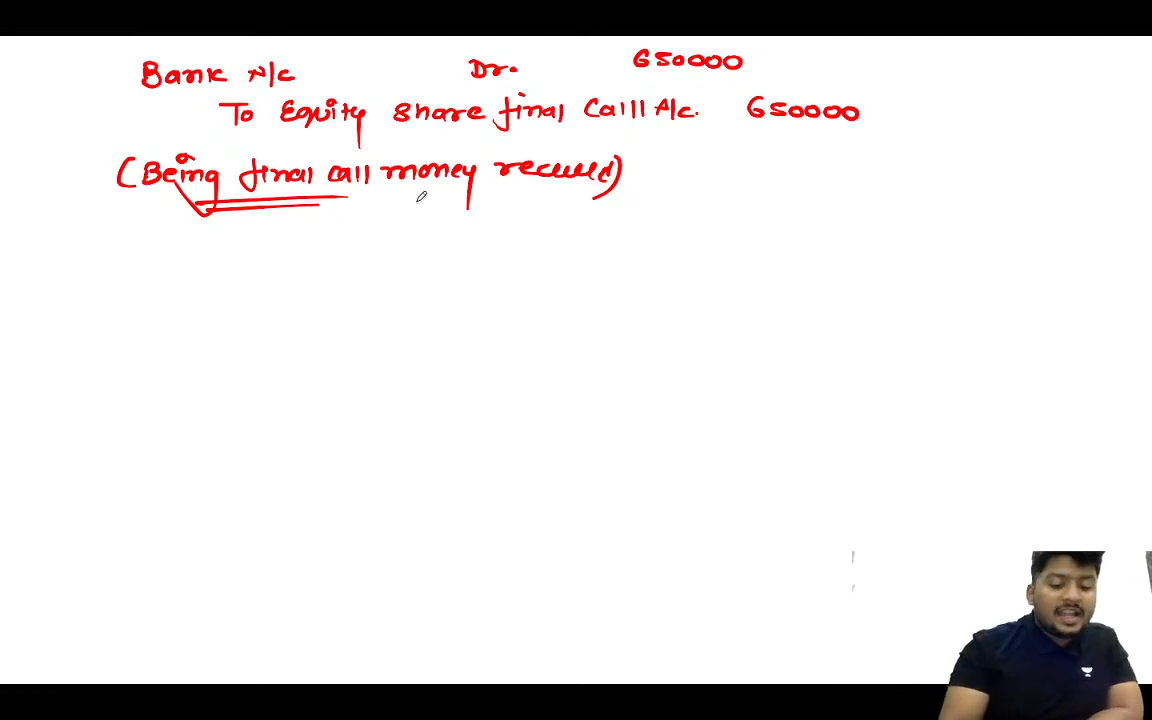 Bank A/c Dr. 650000
To Equity Share final Call A/c. 650000
(Being final call money received)